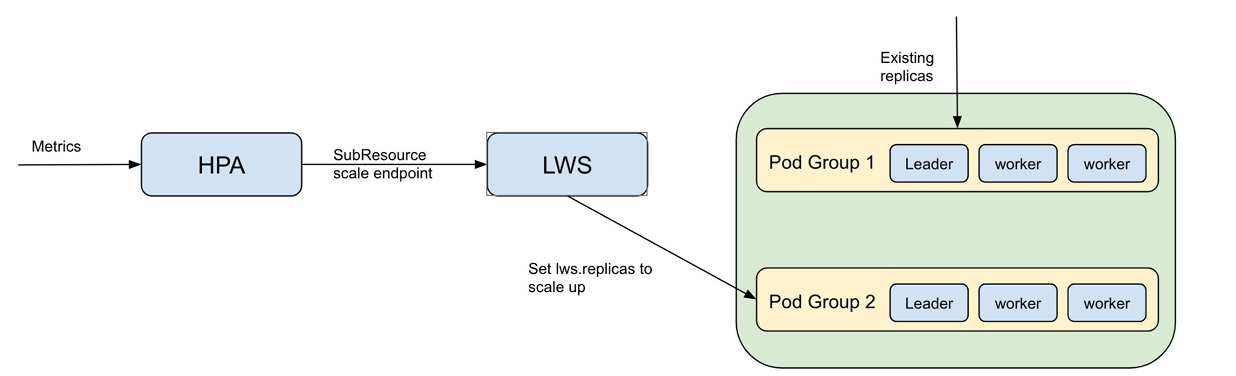 Metrics
HPA
SubResource
scale endpoint
LWS
Set lws.replicas to
scale up
Existing
replicas
Pod Group 1
Leader
worker
worker
Pod Group 2
Leader
worker
worker